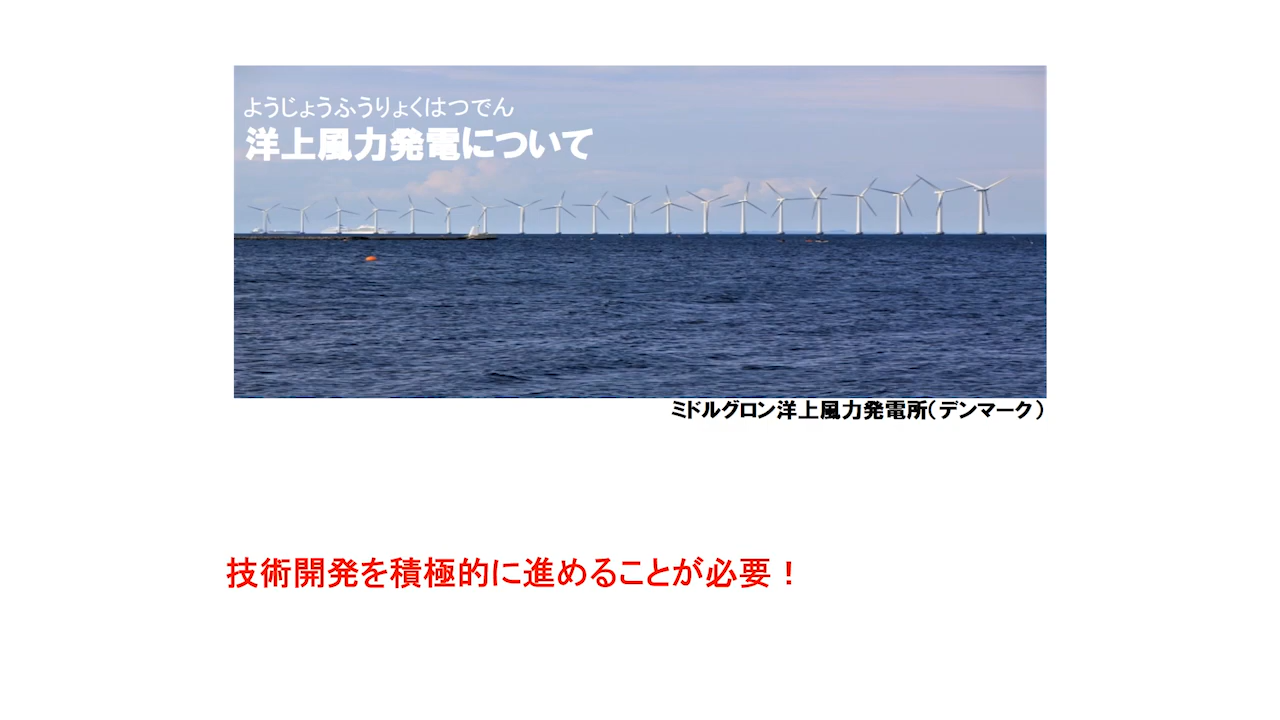 ようじょうふうりょくはつでん
洋上風力発電について
ミドルグロン洋上風力発電所(デンマーク)
技術開発を積極的に進めることが必要！